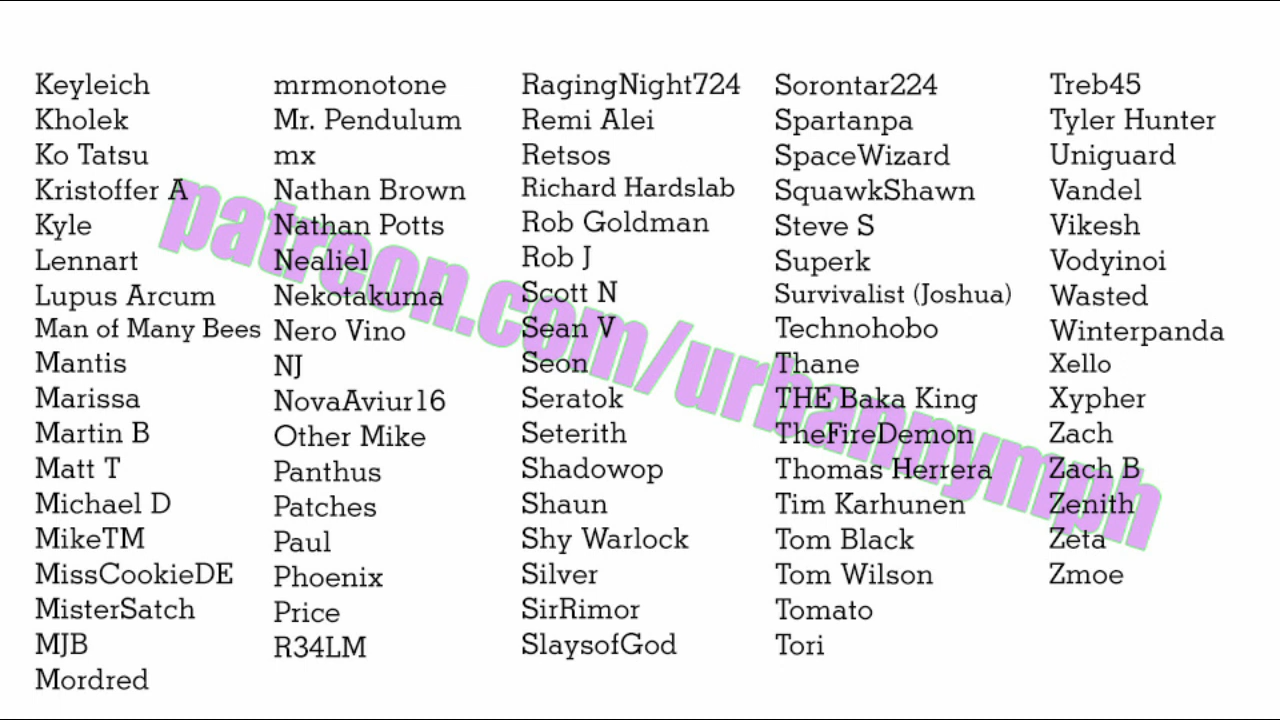 Keyleich
Kholek
Ko Tatsu
Kristoffer A
Kyle
Lennart
Lupus Arcum
Man of Many Bees
Mantis
Marissa
Martin B
Matt T
Michael D
MikeTM
MissCookieDE
MisterSatch
MJB
Mordred
mrmonotone
Mr. Pendulum
mx
Nathan Brown
Nathan Potts
Nealiel
Nekotakuma
Nero Vino
NJ
NovaAviur16
Other Mike
Panthus
Patches
Paul
Phoenix
Price
R34LM
RagingNight724
Remi Alei
Retsos
Richard Hardslab
Rob Goldman
Rob J
Scott N
Sean V
Seon
Seratok
Seterith
Shadowop
Shaun
Shy Warlock
Silver
SirRimor
SlaysofGod
Sorontar224
Spartanpa
SpaceWizard
SquawkShawn
Steve S
Superk
Survivalist (Joshua)
Technohobo
Thane
THE Baka King
TheFireDemon
Thomas Herrera
Tim Karhunen
Tom Black
Tom Wilson
Tomato
Tori
Treb45
Tyler Hunter
Uniguard
Vandel
Vikesh
Vodyinoi
Wasted
Winterpanda
Xello
Xypher
Zach
Zach B
Zenith
Zeta
Zmoe
patreon.com/urbannymph